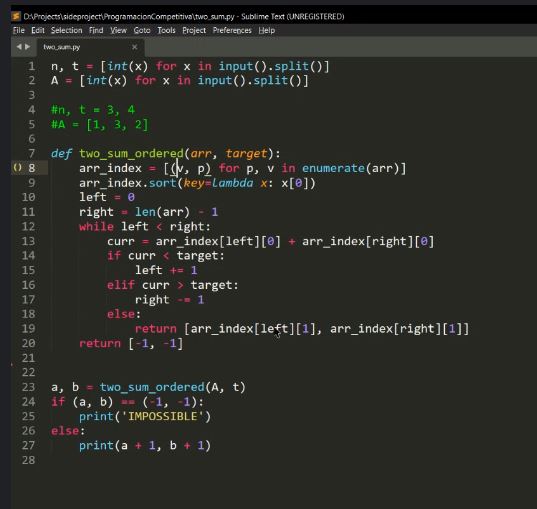 D:\Projects\sideproject\ProgramacionCompetitiva\two_sum.py - Sublime Text (UNREGISTERED)
File Edit Selection Find View Goto Tools Project Preferences Help
two_sum.py ×
1 n, t = [int(x) for x in input().split()]
2 A = [int(x) for x in input().split()]
3
4 #n, t = 3, 4
5 #A = [1, 3, 2]
6
7 def two_sum_ordered(arr, target):
8     arr_index = [(v, p) for p, v in enumerate(arr)]
9     arr_index.sort(key=lambda x: x[0])
10     left = 0
11     right = len(arr) - 1
12     while left < right:
13         curr = arr_index[left][0] + arr_index[right][0]
14         if curr < target:
15             left += 1
16         elif curr > target:
17             right -= 1
18         else:
19             return [arr_index[left][1], arr_index[right][1]]
20     return [-1, -1]
21
22
23 a, b = two_sum_ordered(A, t)
24 if (a, b) == (-1, -1):
25     print('IMPOSSIBLE')
26 else:
27     print(a + 1, b + 1)
28